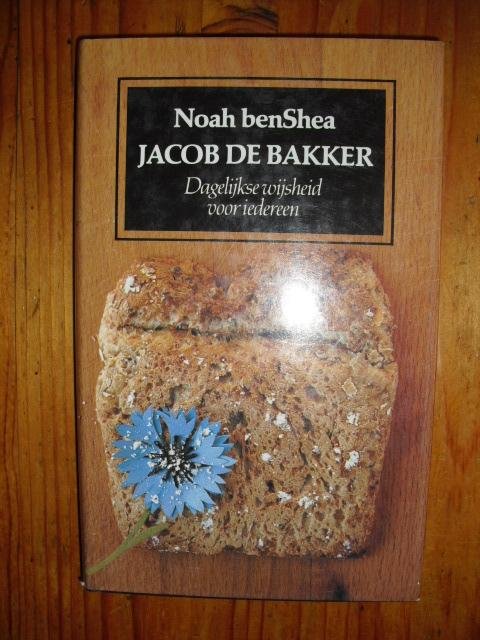 Noah benShea
JACOB DE BAKKER
Dagelijkse wijsheid
voor iedereen